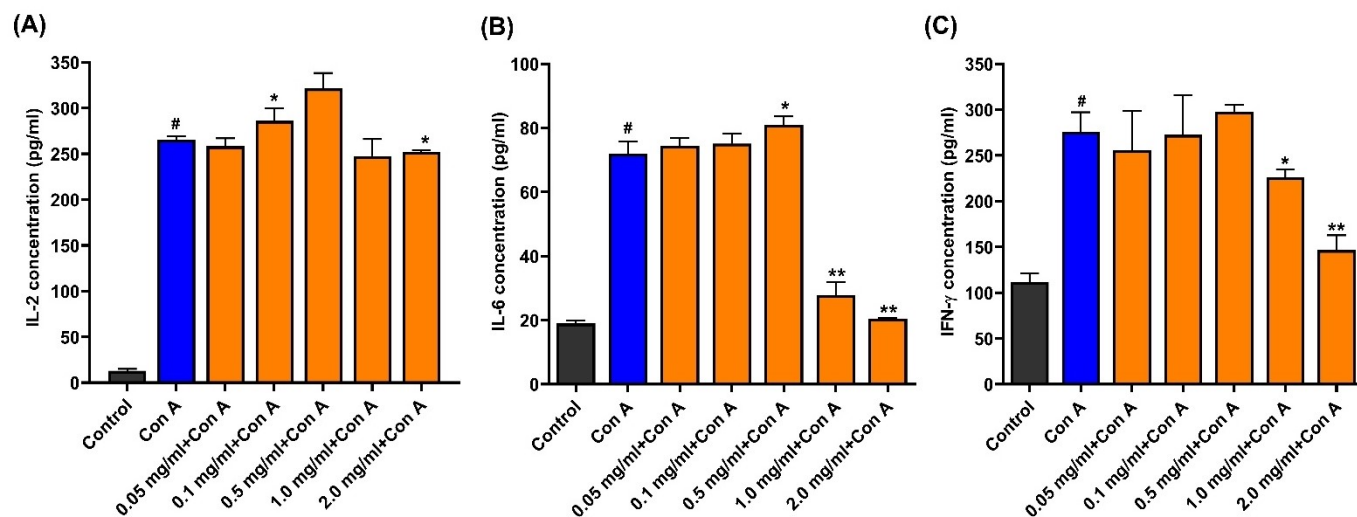 (A)
IL-2 concentration (pg/ml)
350
300
250
200
150
100
50
0
#
*
*
Control
Con A
0.05 mg/ml+Con A
0.1 mg/ml+Con A
0.5 mg/ml+Con A
1.0 mg/ml+Con A
2.0 mg/ml+Con A
(B)
IL-6 concentration (pg/ml)
100
80
60
40
20
0
#
*
**
**
Control
Con A
0.05 mg/ml+Con A
0.1 mg/ml+Con A
0.5 mg/ml+Con A
1.0 mg/ml+Con A
2.0 mg/ml+Con A
(C)
IFN-γ concentration (pg/ml)
350
300
250
200
150
100
50
0
#
*
**
Control
Con A
0.05 mg/ml+Con A
0.1 mg/ml+Con A
0.5 mg/ml+Con A
1.0 mg/ml+Con A
2.0 mg/ml+Con A